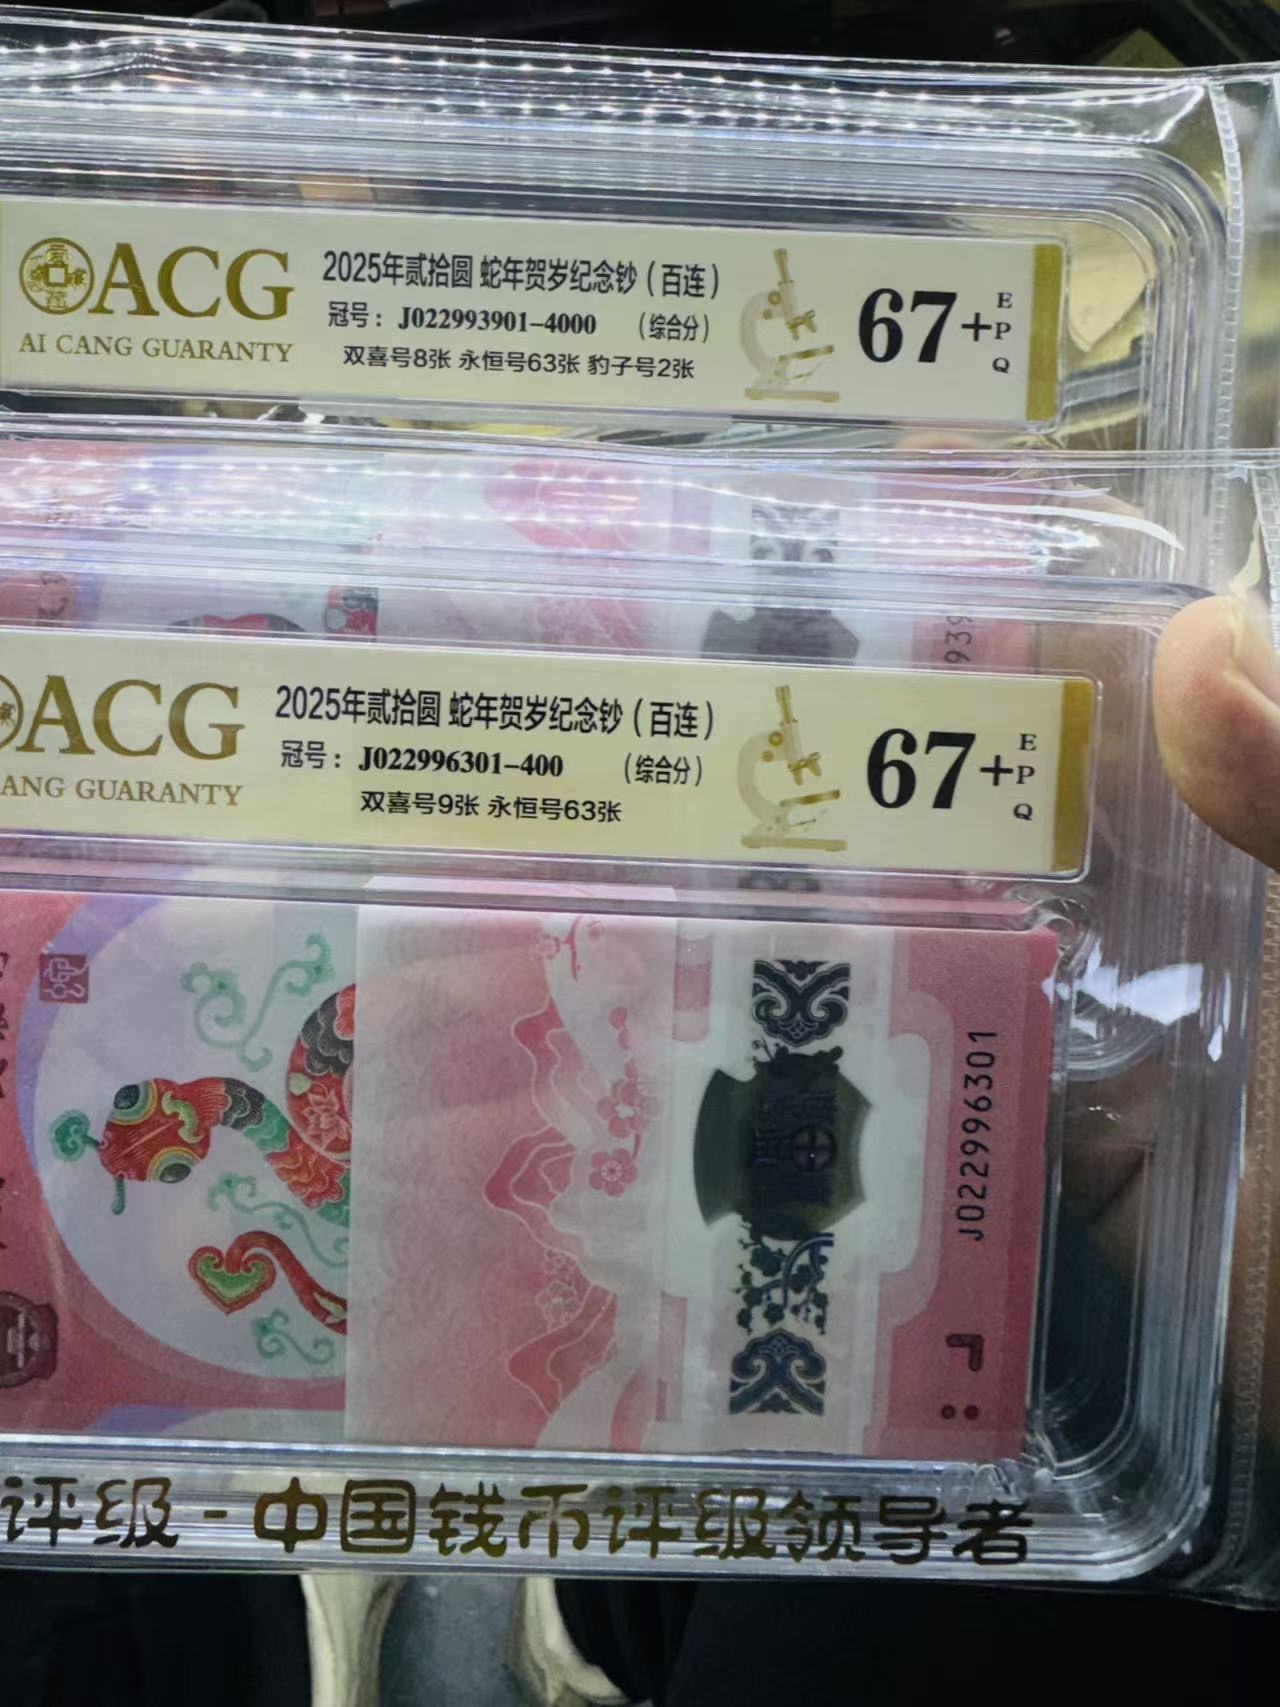 ACG
AI CANG GUARANTY
2025年贰拾圆 蛇年贺岁纪念钞（百连）
冠号：J022993901-4000 （综合分）
双喜号8张 永恒号63张 豹子号2张
67+EPQ
939
ACG
ANG GUARANTY
2025年贰拾圆 蛇年贺岁纪念钞（百连）
冠号：J022996301-400 （综合分）
双喜号9张 永恒号63张
67+EPQ
J022996301
评级-中国钱币评级领导者